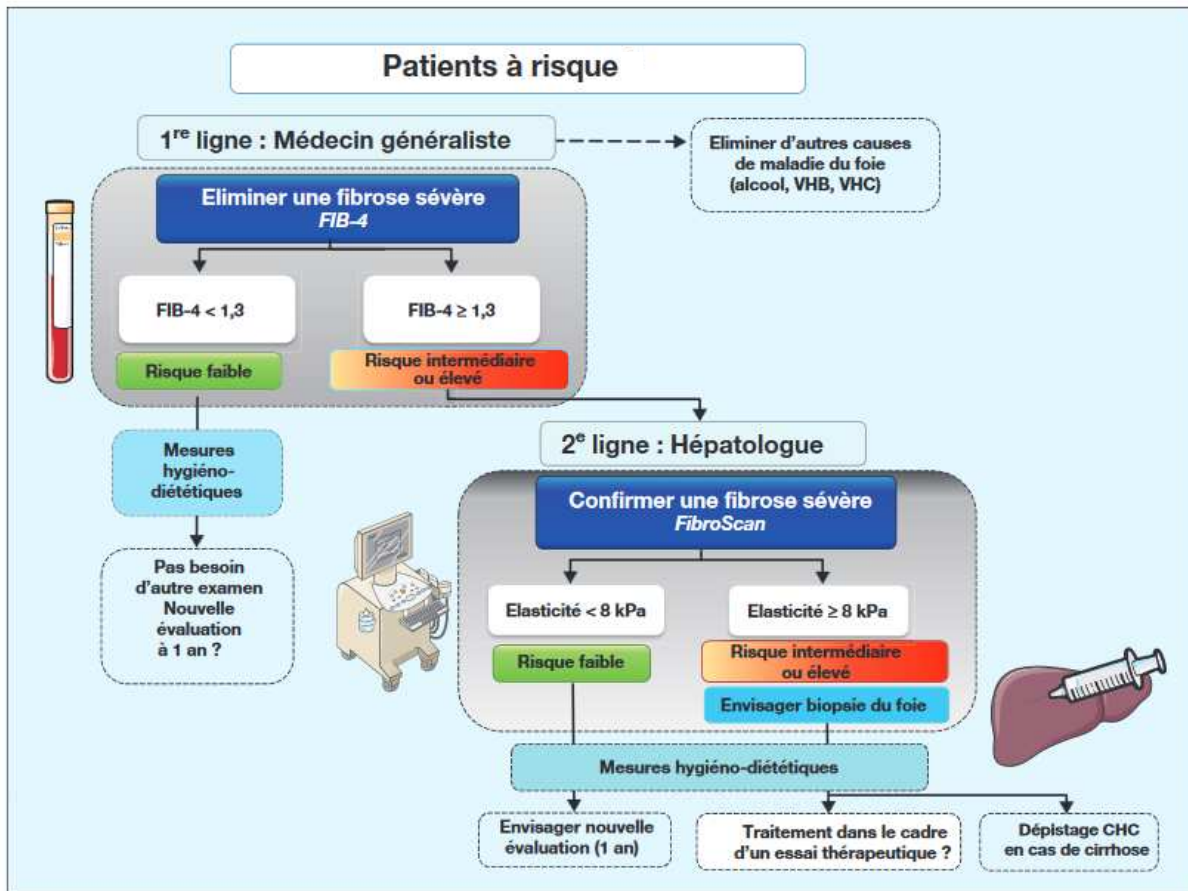 Patients à risque
1re ligne : Médecin généraliste
Eliminer d'autres causes
de maladie du foie
(alcool, VHB, VHC)
Eliminer une fibrose sévère
FIB-4
FIB-4 < 1,3
FIB-4 ≥ 1,3
Risque faible
Risque intermédiaire
ou élevé
Mesures
hygiéno-
diététiques
Pas besoin
d'autre examen
Nouvelle
évaluation
à 1 an ?
2e ligne : Hépatologue
Confirmer une fibrose sévère
FibroScan
Elasticité < 8 kPa
Elasticité ≥ 8 kPa
Risque faible
Risque intermédiaire
ou élevé
Envisager biopsie du foie
Mesures hygiéno-diététiques
Envisager nouvelle
évaluation (1 an)
Traitement dans le cadre
d'un essai thérapeutique ?
Dépistage CHC
en cas de cirrhose